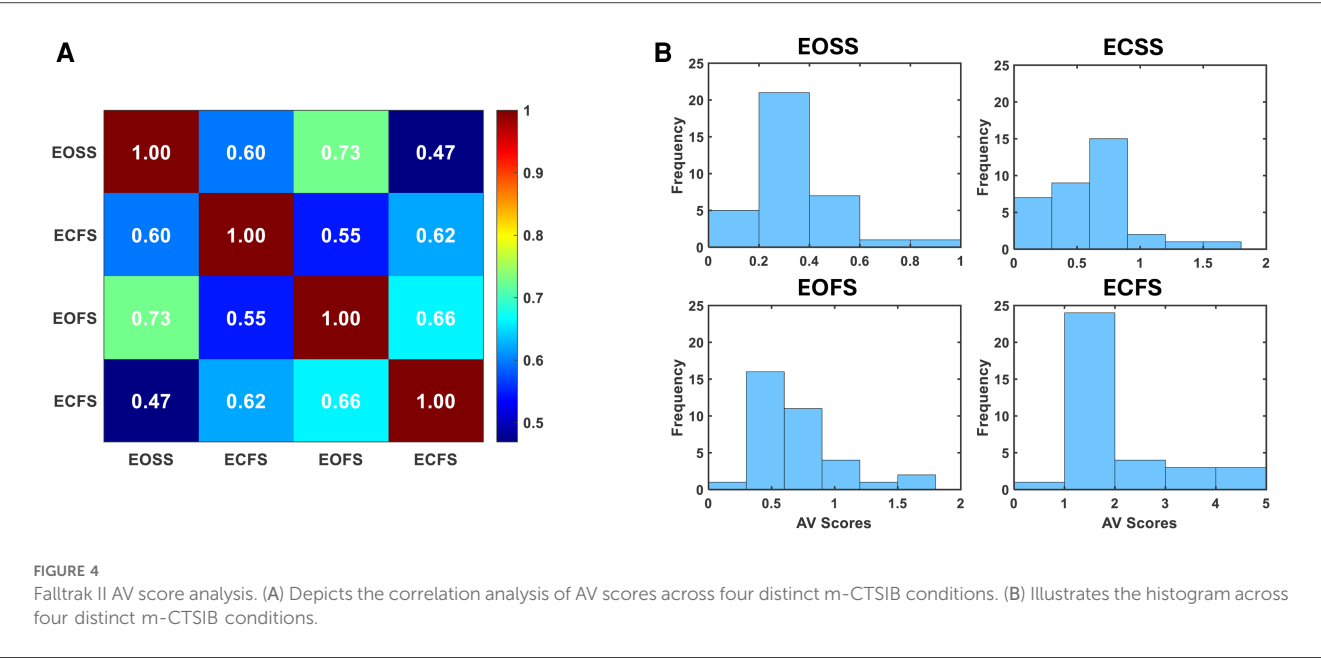 A
EOSS 1.00 0.60 0.73 0.47
ECFS 0.60 1.00 0.55 0.62
EOFS 0.73 0.55 1.00 0.66
ECFS 0.47 0.62 0.66 1.00
EOSS ECFS EOFS ECFS
1
0.9
0.8
0.7
0.6
0.5
B
EOSS
Frequency
25
20
15
10
5
0
0 0.2 0.4 0.6 0.8 1
ECSS
Frequency
25
20
15
10
5
0
0 0.5 1 1.5 2
EOFS
Frequency
25
20
15
10
5
0
0 0.5 1 1.5 2
AV Scores
ECFS
Frequency
25
20
15
10
5
0
0 1 2 3 4 5
AV Scores
FIGURE 4
Falltrak II AV score analysis. (A) Depicts the correlation analysis of AV scores across four distinct m-CTSIB conditions. (B) Illustrates the histogram across
four distinct m-CTSIB conditions.